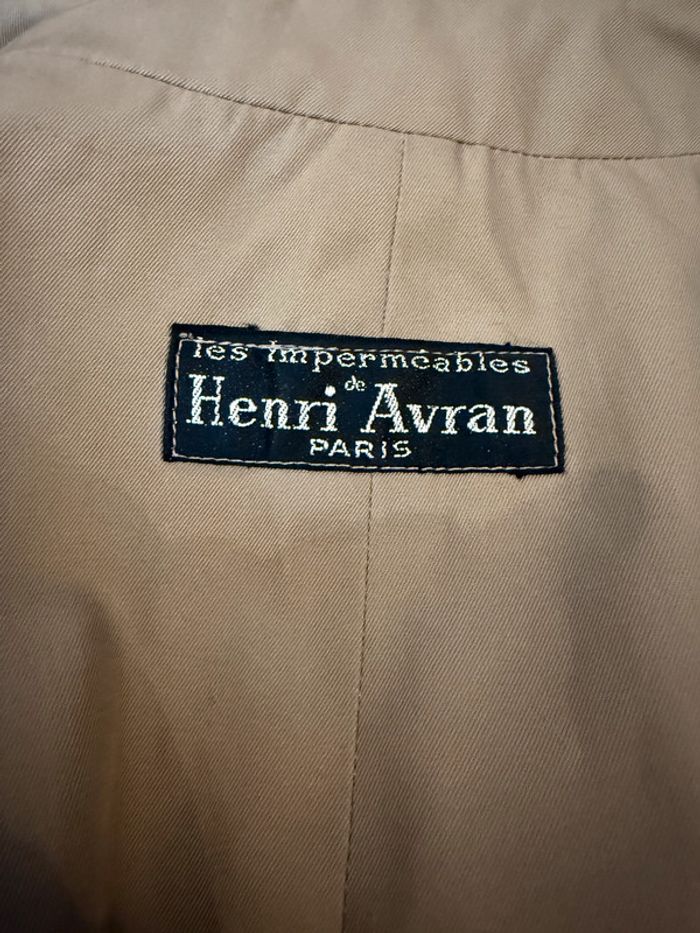 les Imperméables
de
Henri Avran
PARIS